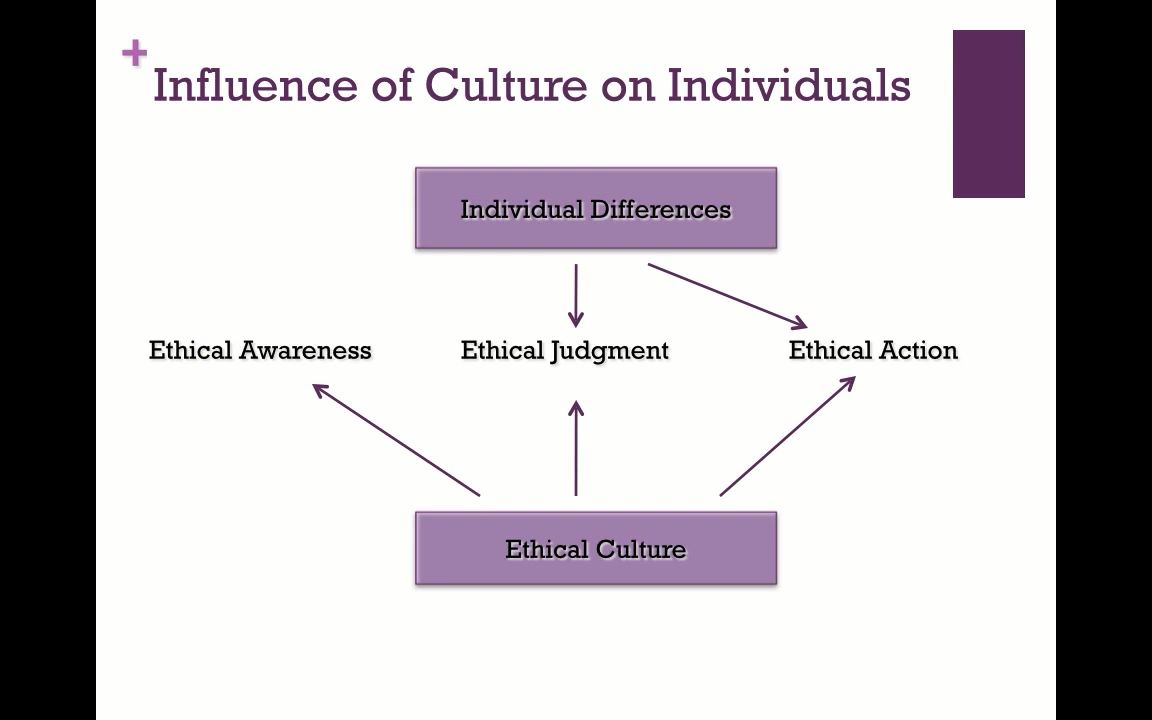 +
Influence of Culture on Individuals
Individual Differences
Ethical Awareness
Ethical Judgment
Ethical Action
Ethical Culture